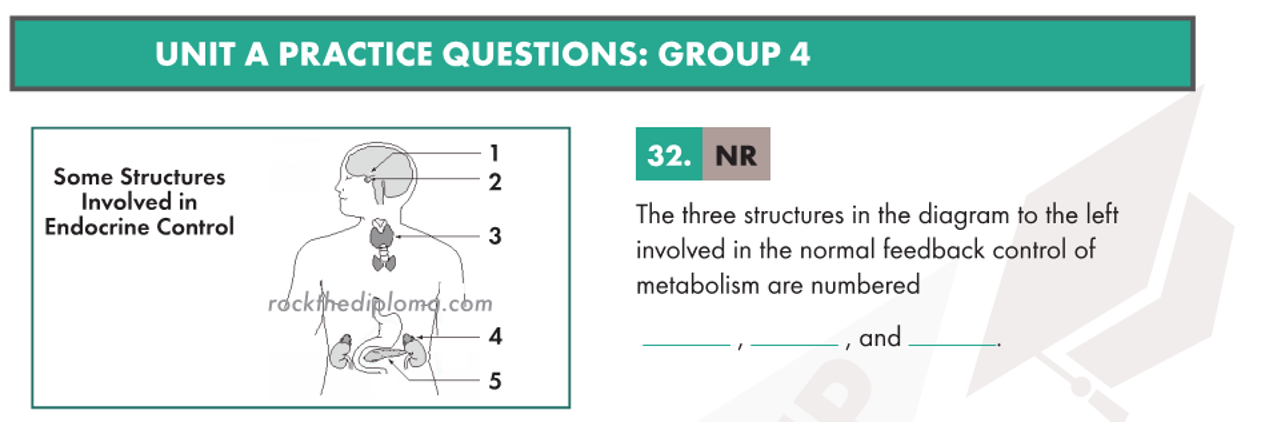 UNIT A PRACTICE QUESTIONS: GROUP 4
Some Structures
Involved in
Endocrine Control
1
2
3
rockthediploma.com
4
5
32. NR
The three structures in the diagram to the left
involved in the normal feedback control of
metabolism are numbered
______ , ______ , and ______.